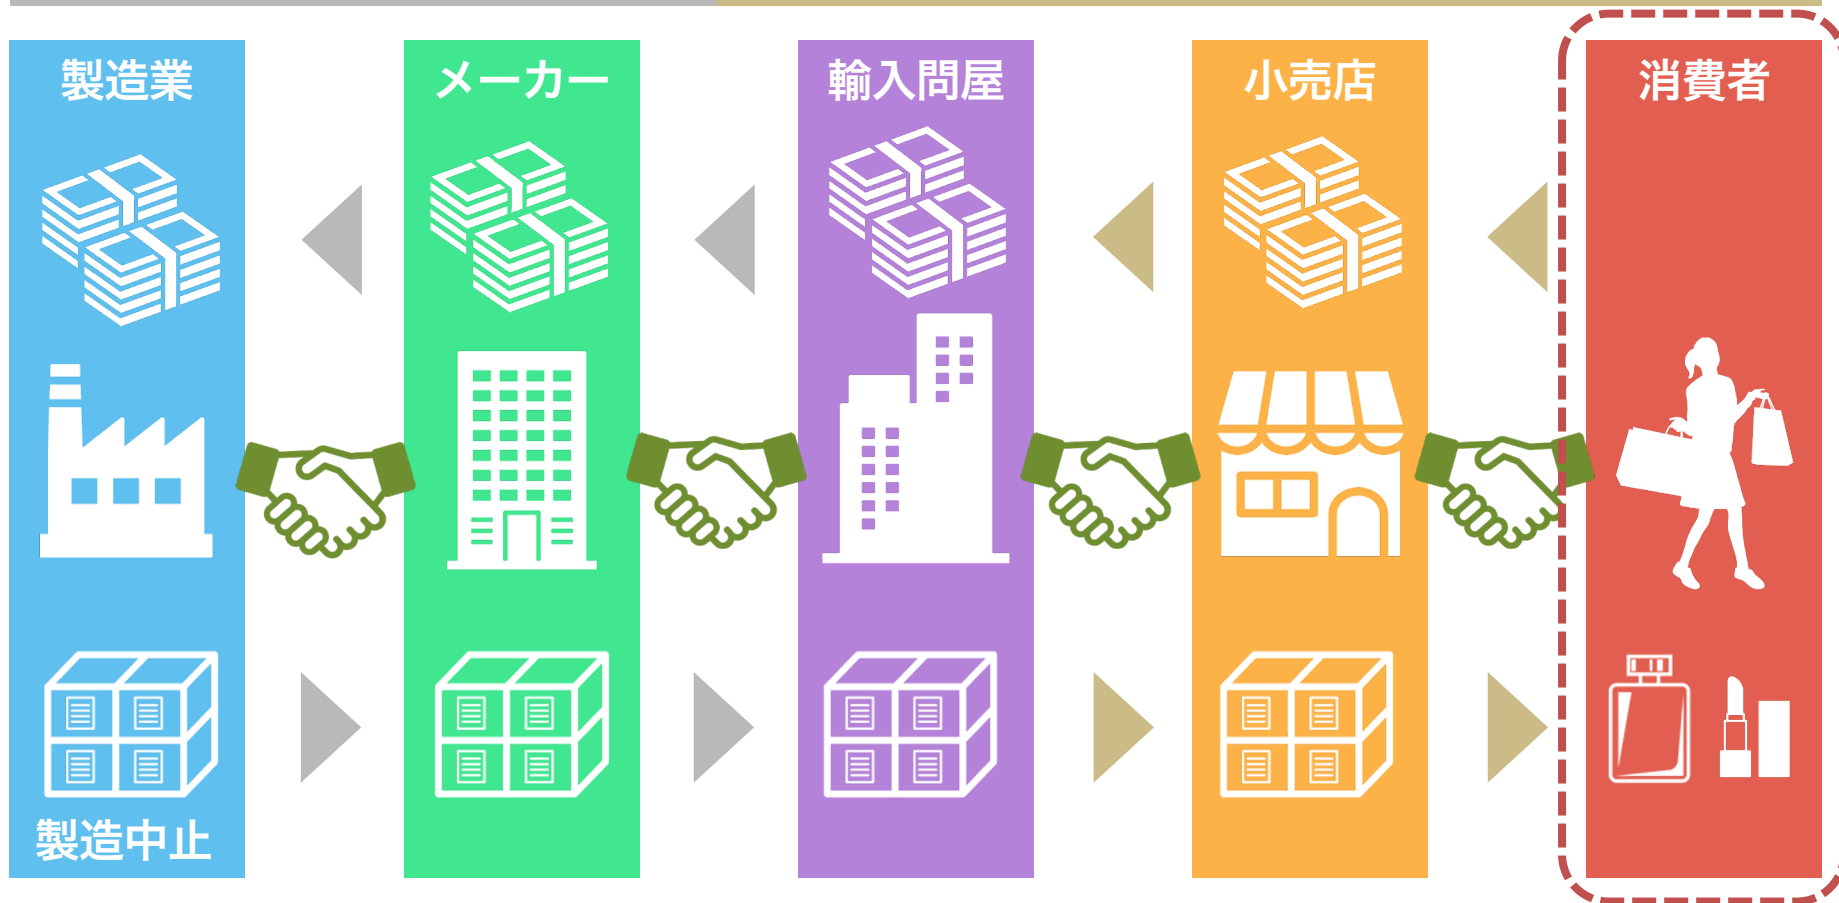 製造業
メーカー
輸入問屋
小売店
消費者
製造中止